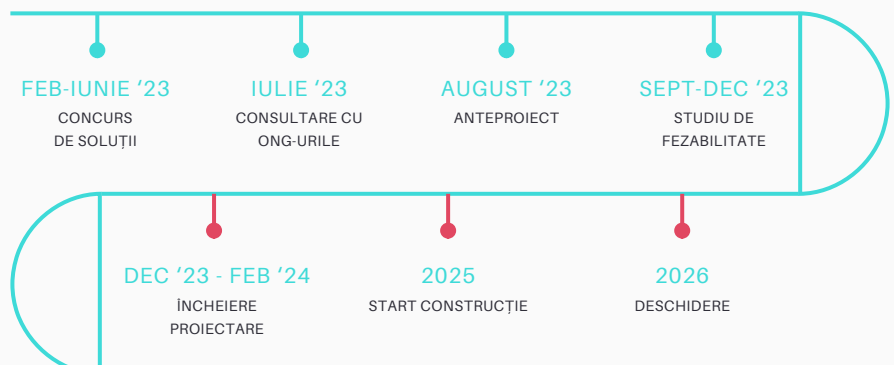 FEB-IUNIE ‘23
CONCURS
DE SOLUȚII
IULIE ‘23
CONSULTARE CU
ONG-URILE
AUGUST ‘23
ANTEPROIECT
SEPT-DEC ‘23
STUDIU DE
FEZABILITATE
DEC ‘23 - FEB ‘24
ÎNCHEIERE
PROIECTARE
2025
START CONSTRUCȚIE
2026
DESCHIDERE